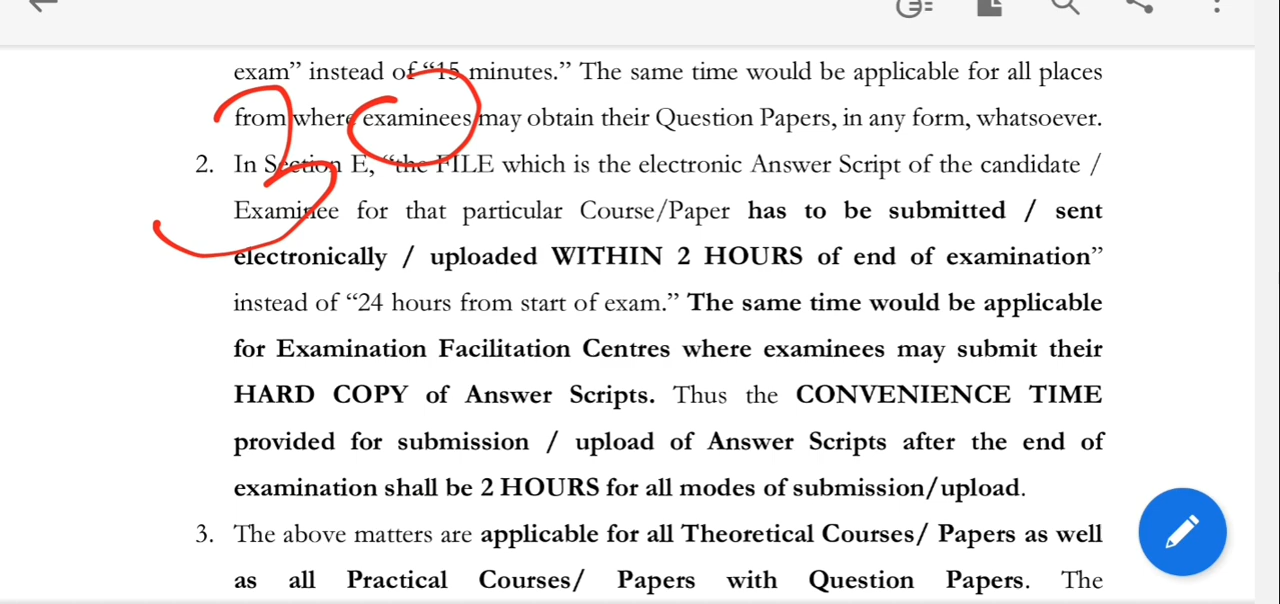 exam” instead of “15 minutes.” The same time would be applicable for all places
from where examinees may obtain their Question Papers, in any form, whatsoever.
30
2. In Section E, “the FILE which is the electronic Answer Script of the candidate /
Examinee for that particular Course/Paper has to be submitted / sent
electronically / uploaded WITHIN 2 HOURS of end of examination”
instead of “24 hours from start of exam.” The same time would be applicable
for Examination Facilitation Centres where examinees may submit their
HARD COPY of Answer Scripts. Thus the CONVENIENCE TIME
provided for submission / upload of Answer Scripts after the end of
examination shall be 2 HOURS for all modes of submission/upload.
3. The above matters are applicable for all Theoretical Courses/ Papers as well
as all Practical Courses/ Papers with Question Papers. The